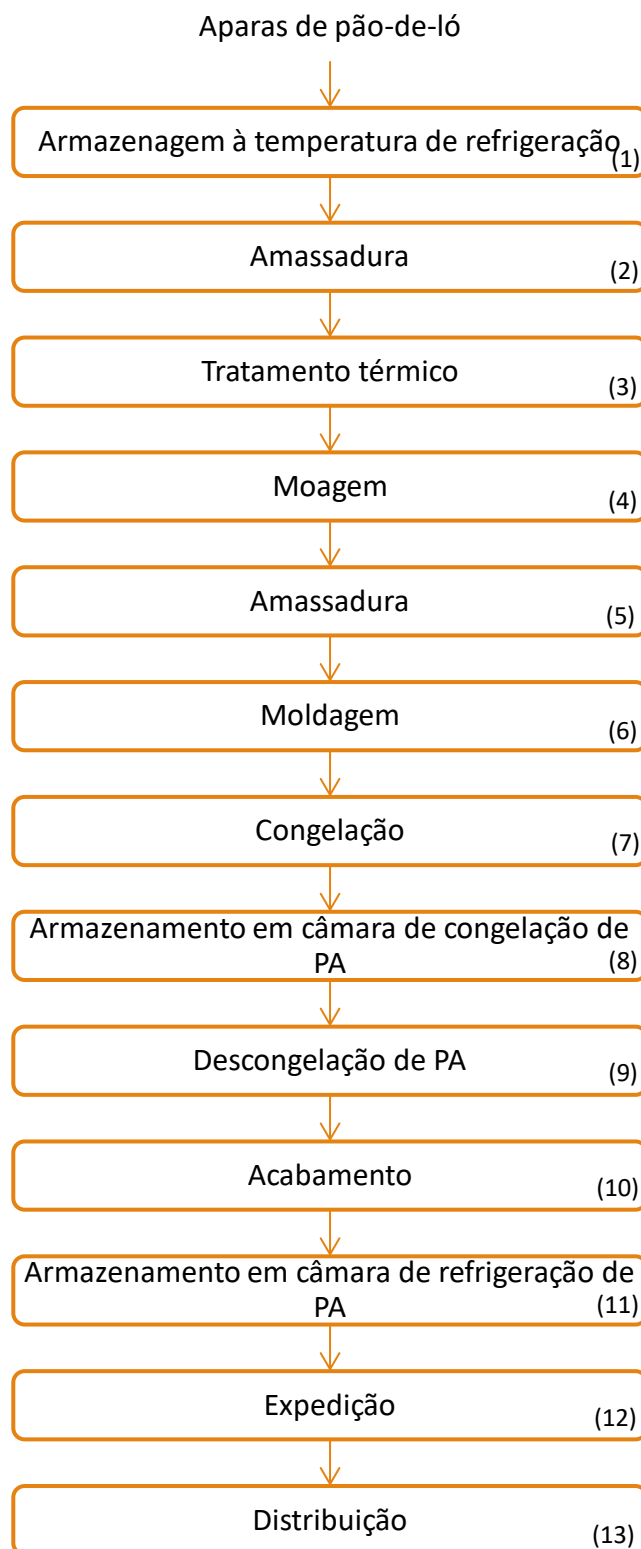 Aparas de pão-de-ló
Armazenagem à temperatura de refrigeração
(1)
Amassadura
(2)
Tratamento térmico
(3)
Moagem
(4)
Amassadura
(5)
Moldagem
(6)
Congelação
(7)
Armazenamento em câmara de congelação de
PA
(8)
Descongelação de PA
(9)
Acabamento
(10)
Armazenamento em câmara de refrigeração de
PA
(11)
Expedição
(12)
Distribuição
(13)